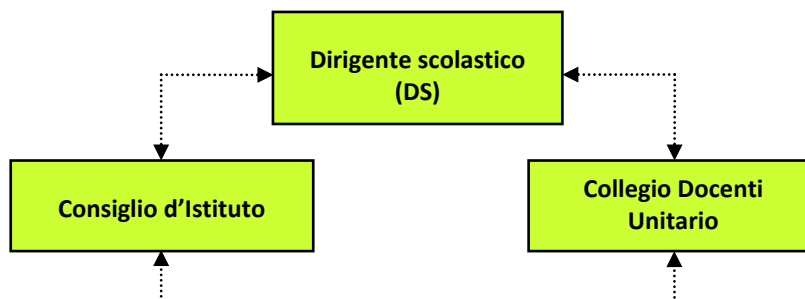 Dirigente scolastico
(DS)
Consiglio d’Istituto
Collegio Docenti
Unitario